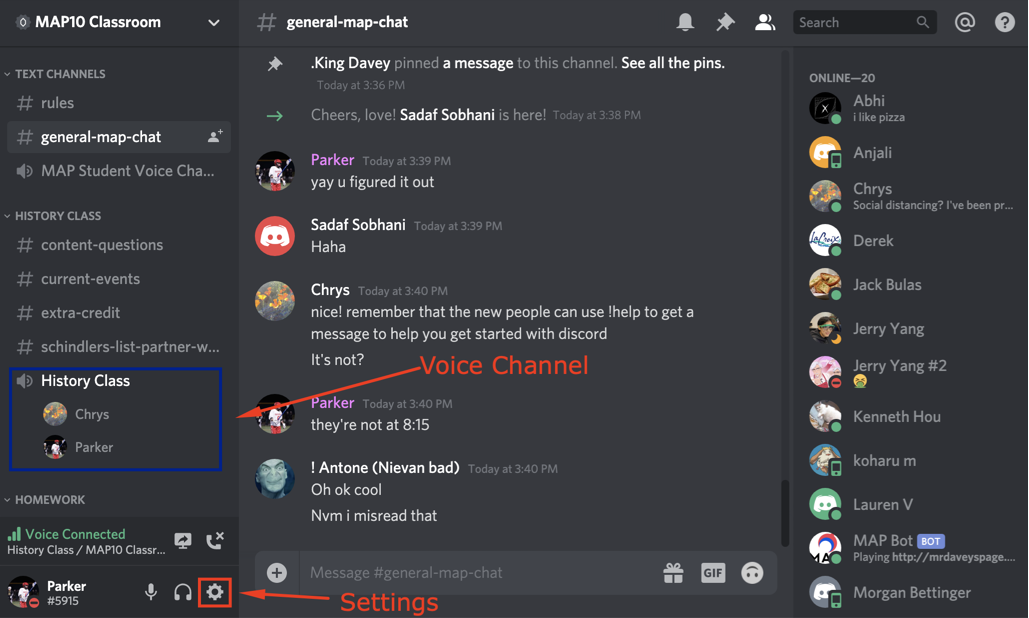 MAP10 Classroom
TEXT CHANNELS
rules
general-map-chat
MAP Student Voice Cha...
HISTORY CLASS
content-questions
current-events
extra-credit
schindlers-list-partner-w...
History Class
Chrys
Parker
HOMEWORK
Voice Connected
History Class / MAP10 Classr...
Parker
#5915
# general-map-chat
Search
.King Davey pinned a message to this channel. See all the pins.
Today at 3:36 PM
Cheers, love! Sadaf Sobhani is here! Today at 3:38 PM
Parker Today at 3:39 PM
yay u figured it out
Sadaf Sobhani Today at 3:39 PM
Haha
Chrys Today at 3:40 PM
nice! remember that the new people can use !help to get a
message to help you get started with discord
It's not?
Voice Channel
Parker Today at 3:40 PM
they're not at 8:15
! Antone (Nievan bad) Today at 3:40 PM
Oh ok cool
Nvm i misread that
Message #general-map-chat
GIF
Settings
ONLINE—20
Abhi
i like pizza
Anjali
Chrys
Social distancing? I've been pr...
Derek
Jack Bulas
Jerry Yang
Jerry Yang #2
Kenneth Hou
koharu m
Lauren V
MAP Bot BOT
Playing http://mrdaveyspage....
Morgan Bettinger